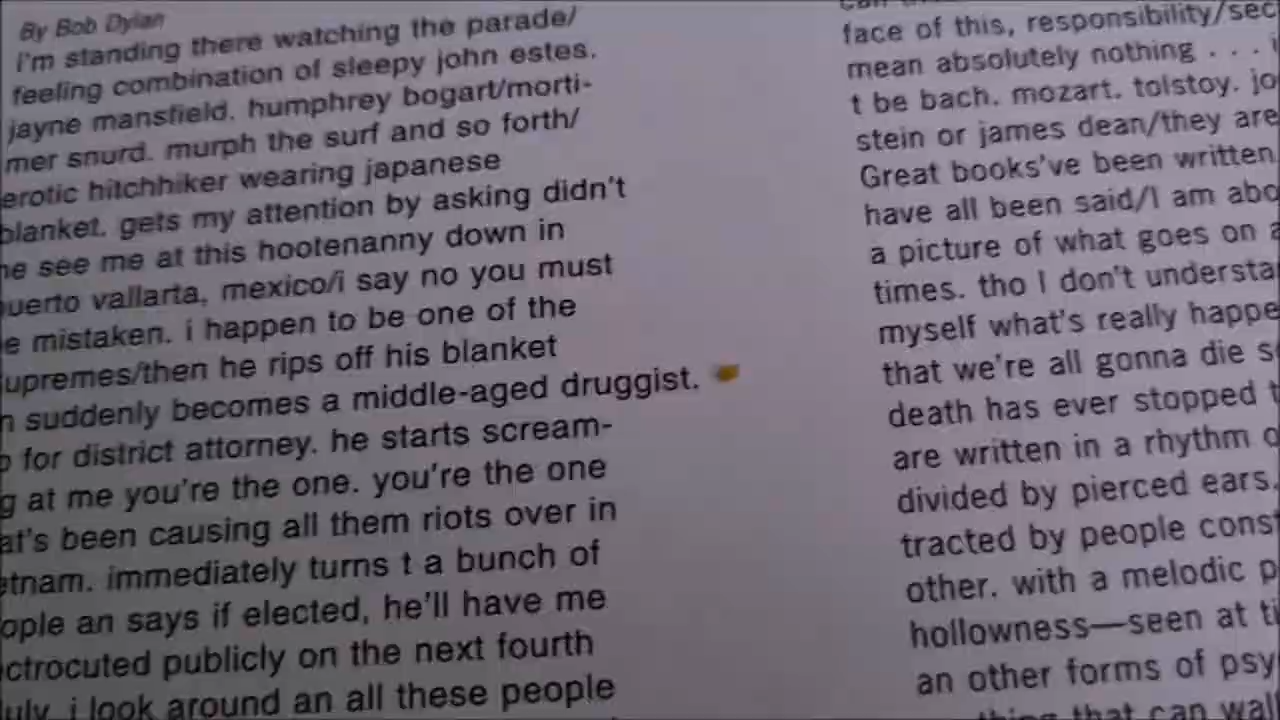 By Bob Dylan
i'm standing there watching the parade/
feeling combination of sleepy john estes.
jayne mansfield. humphrey bogart/morti-
mer snurd. murph the surf and so forth/
erotic hitchhiker wearing japanese
blanket. gets my attention by asking didn't
he see me at this hootenanny down in
puerto vallarta, mexico/i say no you must
e mistaken. i happen to be one of the
upremes/then he rips off his blanket
n suddenly becomes a middle-aged druggist.
p for district attorney. he starts scream-
g at me you're the one. you're the one
at's been causing all them riots over in
etnam. immediately turns t a bunch of
ople an says if elected, he'll have me
ctrocuted publicly on the next fourth
july. i look around an all these people
face of this, responsibility/sec
mean absolutely nothing . . . i
t be bach. mozart. tolstoy. jo
stein or james dean/they are
Great books've been written.
have all been said/I am abo
a picture of what goes on a
times. tho I don't understa
myself what's really happe
that we're all gonna die s
death has ever stopped t
are written in a rhythm o
divided by pierced ears.
tracted by people const
other. with a melodic p
hollowness—seen at ti
an other forms of psy
thing that can wall